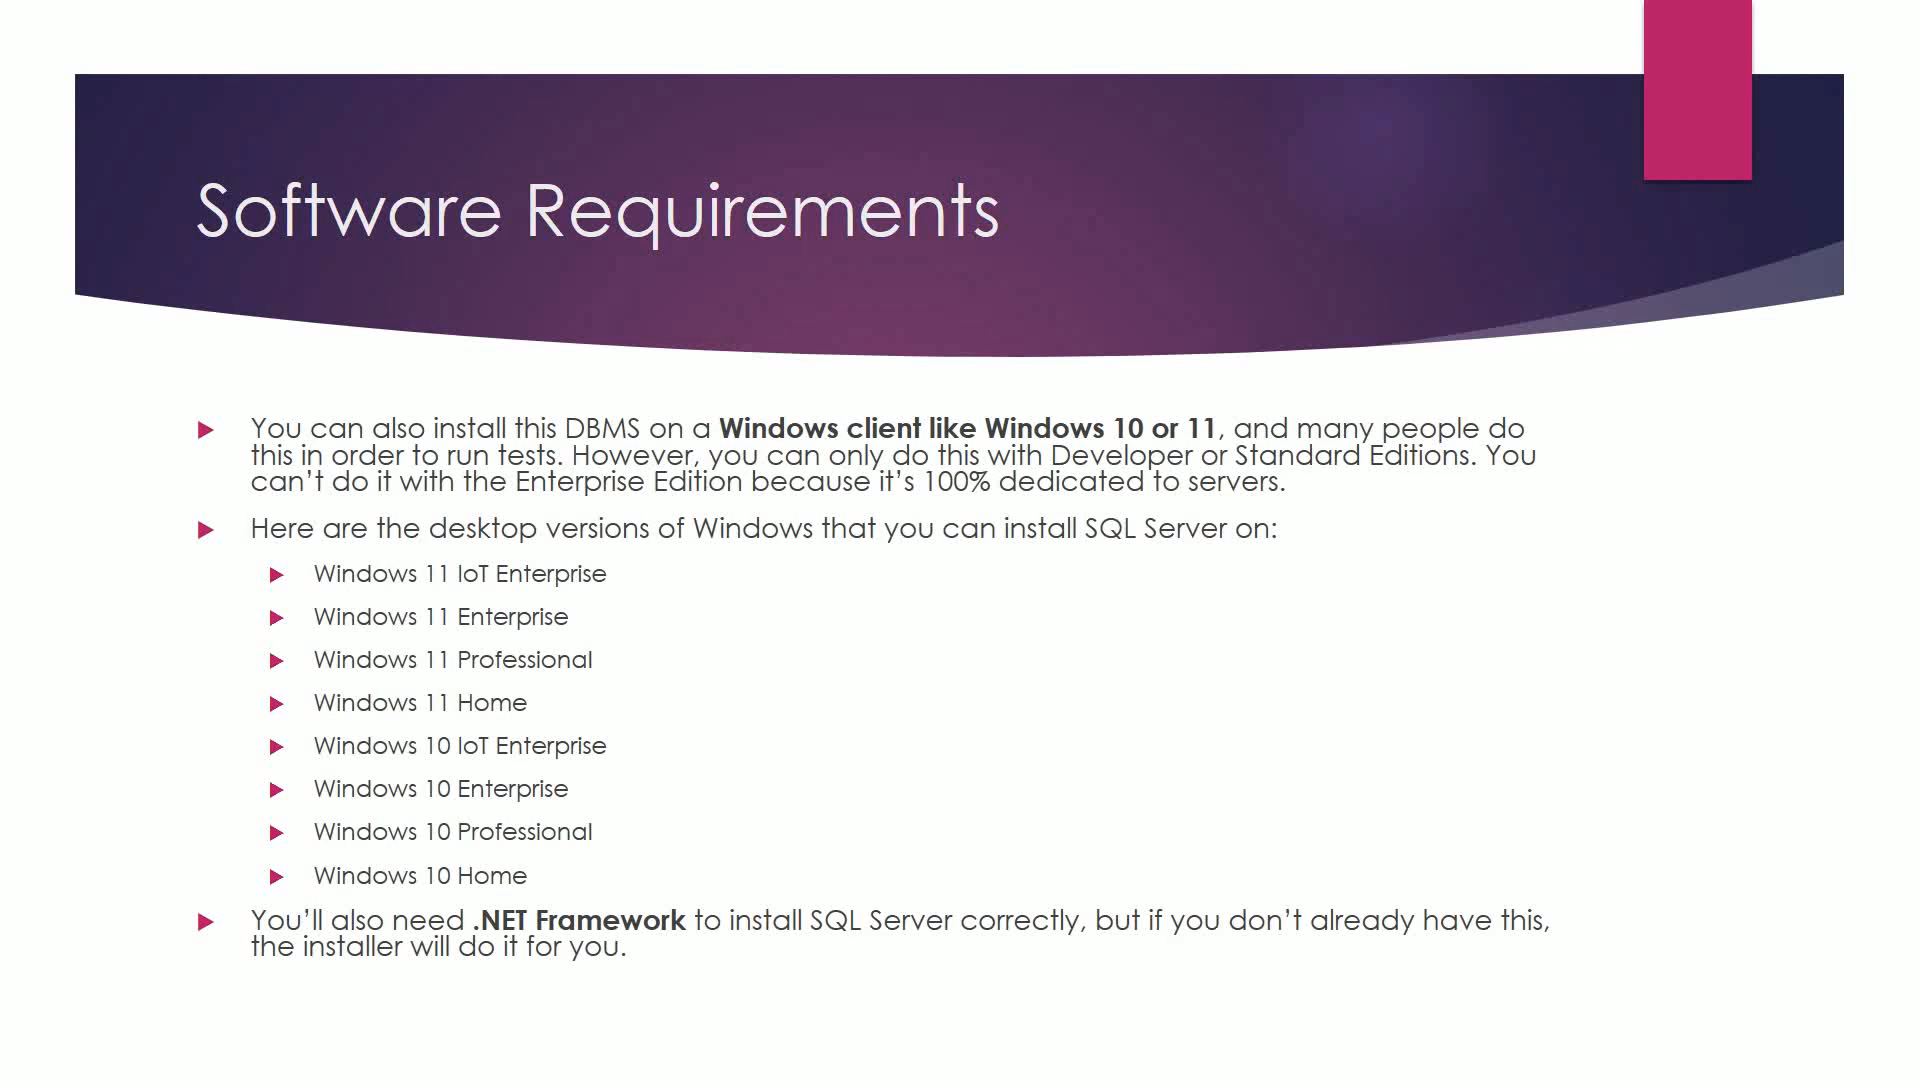 Software Requirements
You can also install this DBMS on a Windows client like Windows 10 or 11, and many people do
this in order to run tests. However, you can only do this with Developer or Standard Editions. You
can’t do it with the Enterprise Edition because it’s 100% dedicated to servers.
Here are the desktop versions of Windows that you can install SQL Server on:
Windows 11 IoT Enterprise
Windows 11 Enterprise
Windows 11 Professional
Windows 11 Home
Windows 10 IoT Enterprise
Windows 10 Enterprise
Windows 10 Professional
Windows 10 Home
You’ll also need .NET Framework to install SQL Server correctly, but if you don’t already have this,
the installer will do it for you.